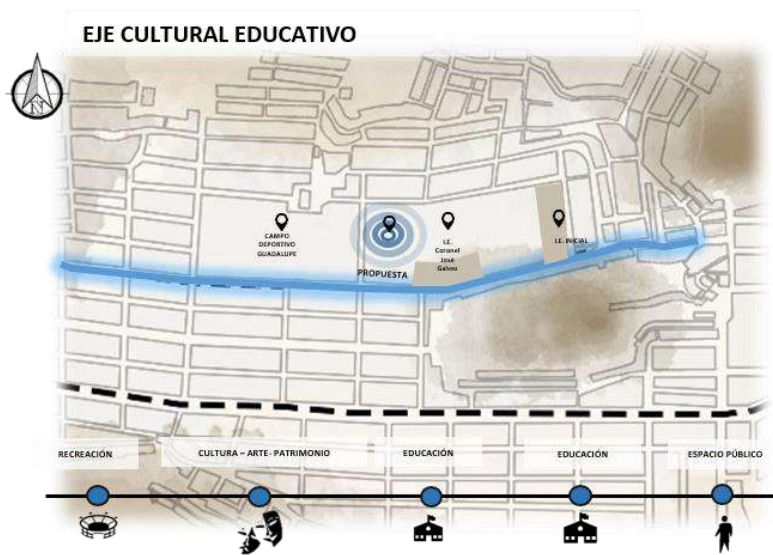 EJE CULTURAL EDUCATIVO
N
CAMPO
DEPORTIVO
GUADALUPE
I.E.
Coronel
José
Galvez
I.E. INICIAL
PROPUESTA
RECREACIÓN
CULTURA – ARTE- PATRIMONIO
EDUCACIÓN
EDUCACIÓN
ESPACIO PÚBLICO